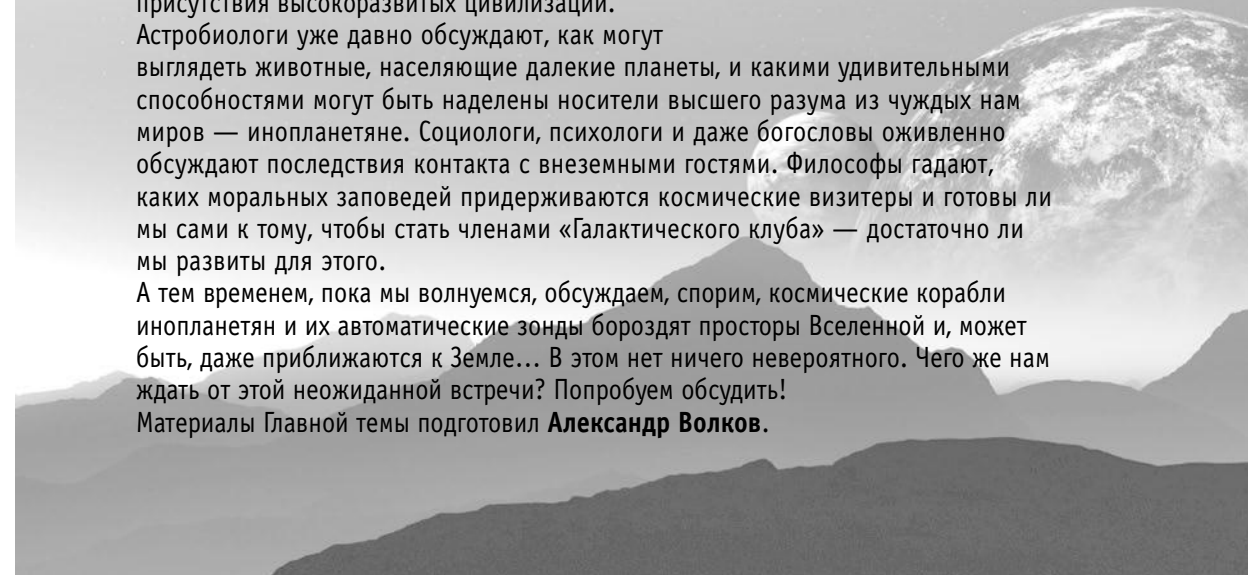 присутствия высокоразвитых цивилизаций.
Астробиологи уже давно обсуждают, как могут
выглядеть животные, населяющие далекие планеты, и какими удивительными
способностями могут быть наделены носители высшего разума из чуждых нам
миров — инопланетяне. Социологи, психологи и даже богословы оживленно
обсуждают последствия контакта с внеземными гостями. Философы гадают,
каких моральных заповедей придерживаются космические визитеры и готовы ли
мы сами к тому, чтобы стать членами «Галактического клуба» — достаточно ли
мы развиты для этого.
А тем временем, пока мы волнуемся, обсуждаем, спорим, космические корабли
инопланетян и их автоматические зонды бороздят просторы Вселенной и, может
быть, даже приближаются к Земле... В этом нет ничего невероятного. Чего же нам
ждать от этой неожиданной встречи? Попробуем обсудить!
Материалы Главной темы подготовил Александр Волков.